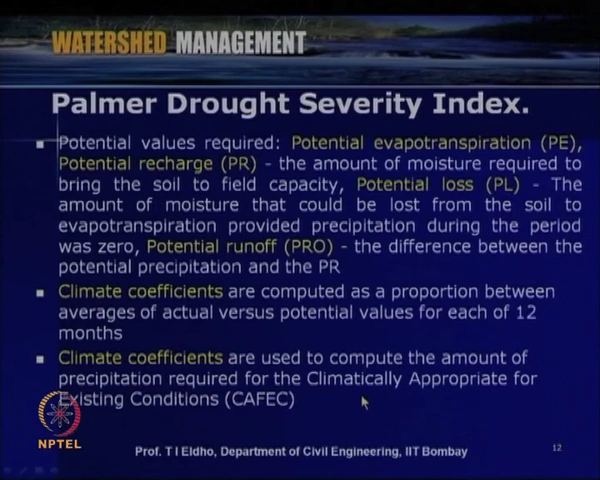 WATERSHED MANAGEMENT
Palmer Drought Severity Index.
Potential values required: Potential evapotranspiration (PE),
Potential recharge (PR) - the amount of moisture required to
bring the soil to field capacity, Potential loss (PL) - The
amount of moisture that could be lost from the soil to
evapotranspiration provided precipitation during the period
was zero, Potential runoff (PRO) - the difference between the
potential precipitation and the PR
Climate coefficients are computed as a proportion between
averages of actual versus potential values for each of 12
months
Climate coefficients are used to compute the amount of
precipitation required for the Climatically Appropriate for
Existing Conditions (CAFEC)
NPTEL
Prof. T I Eldho, Department of Civil Engineering, IIT Bombay
12